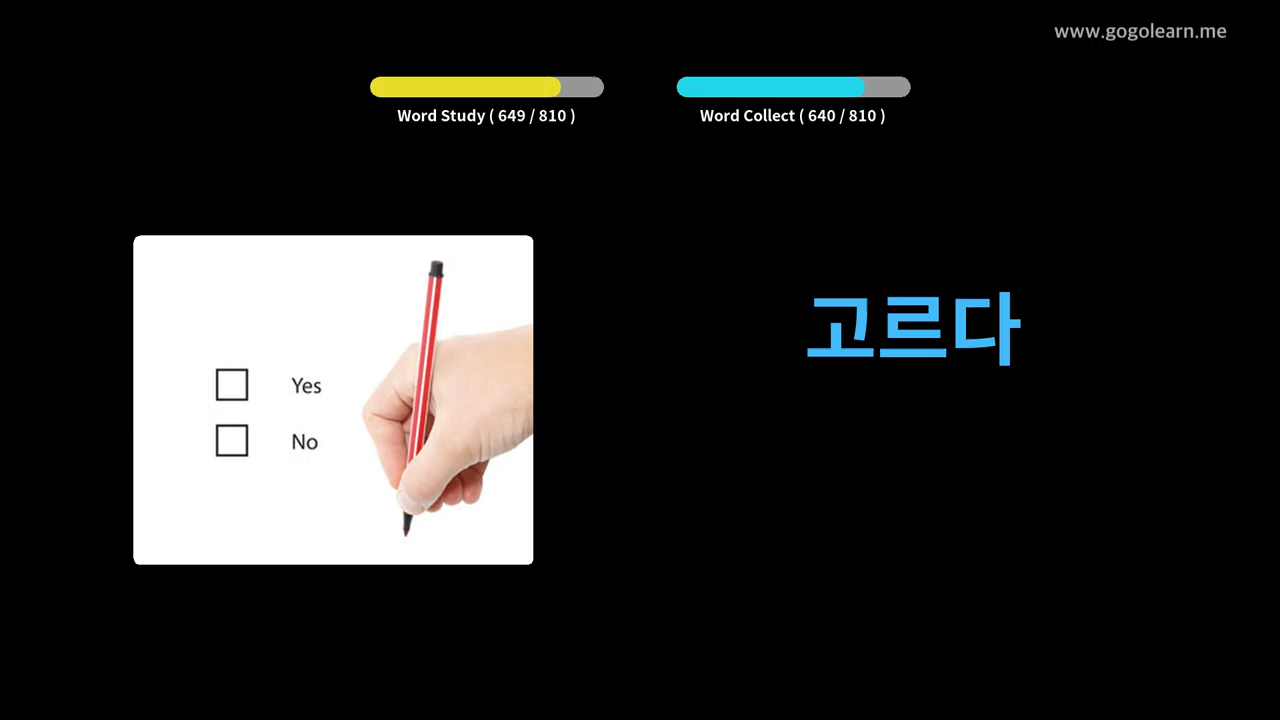 www.gogolearn.me
Word Study ( 649 / 810 )
Word Collect ( 640 / 810 )
Yes
No
고르다